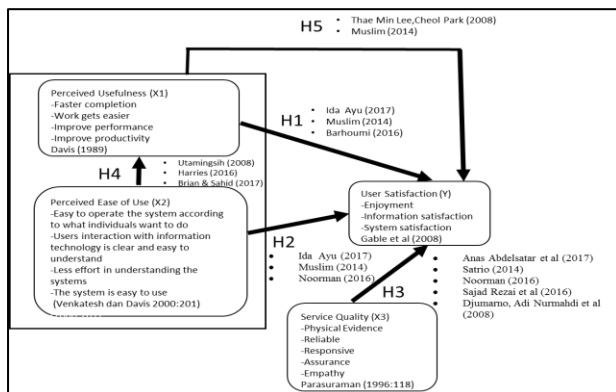 H5
• Thae Min Lee,Cheol Park (2008)
• Muslim (2014)
Perceived Usefulness (X1)
-Faster completion
-Work gets easier
-Improve performance
-Improve productivity
Davis (1989)
H1
• Ida Ayu (2017)
• Muslim (2014)
• Barhoumi (2016)
H4
• Utamingsih (2008)
• Harries (2016)
• Brian & Sahid (2017)
Perceived Ease of Use (X2)
-Easy to operate the system according
to what individuals want to do
-Users interaction with information
technology is clear and easy to
understand
-Less effort in understanding the
systems
-The system is easy to use
(Venkatesh dan Davis 2000:201)
User Satisfaction (Y)
-Enjoyment
-Information satisfaction
-System satisfaction
Gable et al (2008)
H2
• Ida Ayu (2017)
• Muslim (2014)
• Noorman (2016)
H3
• Anas Abdelsatar et al (2017)
• Satrio (2014)
• Noorman (2016)
• Sajad Rezai et al (2016)
• Djumarno, Adi Nurmahdi et al
(2008)
Service Quality (X3)
-Physical Evidence
-Reliable
-Responsive
-Assurance
-Empathy
Parasuraman (1996:118)